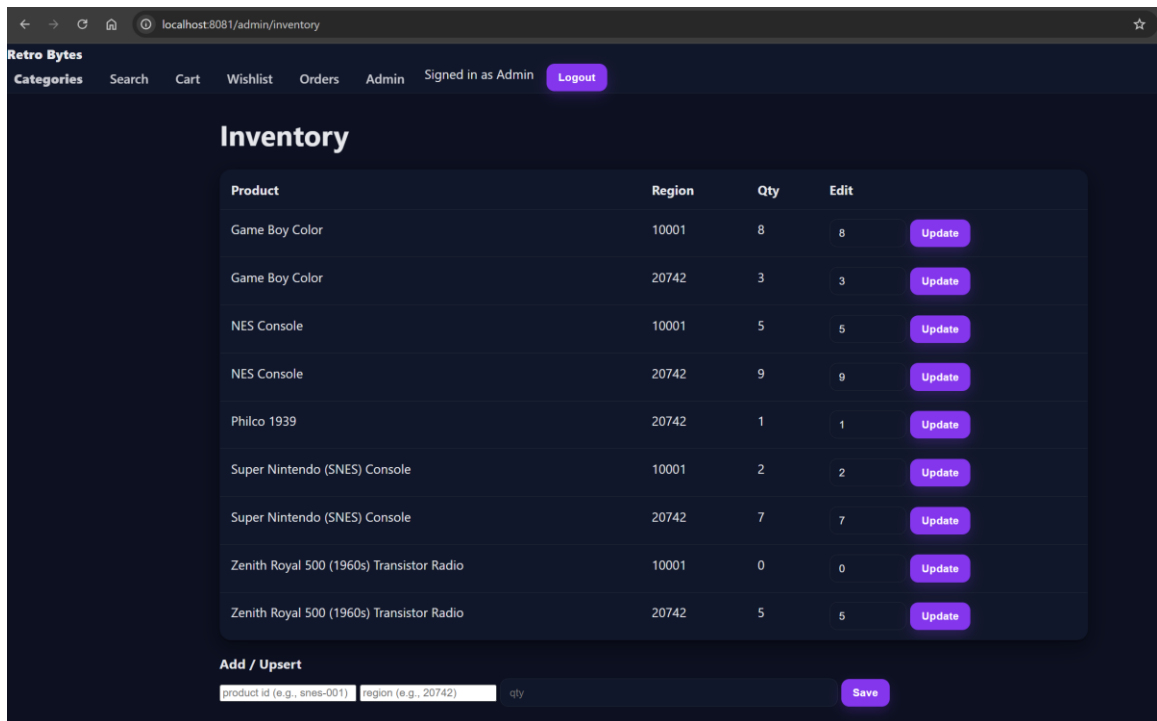 localhost:8081/admin/inventory
Retro Bytes
Categories Search Cart Wishlist Orders Admin Signed in as Admin Logout
Inventory
Product Region Qty Edit
Game Boy Color 10001 8 8 Update
Game Boy Color 20742 3 3 Update
NES Console 10001 5 5 Update
NES Console 20742 9 9 Update
Philco 1939 20742 1 1 Update
Super Nintendo (SNES) Console 10001 2 2 Update
Super Nintendo (SNES) Console 20742 7 7 Update
Zenith Royal 500 (1960s) Transistor Radio 10001 0 0 Update
Zenith Royal 500 (1960s) Transistor Radio 20742 5 5 Update
Add / Upsert
product id (e.g., snes-001) region (e.g., 20742) qty Save